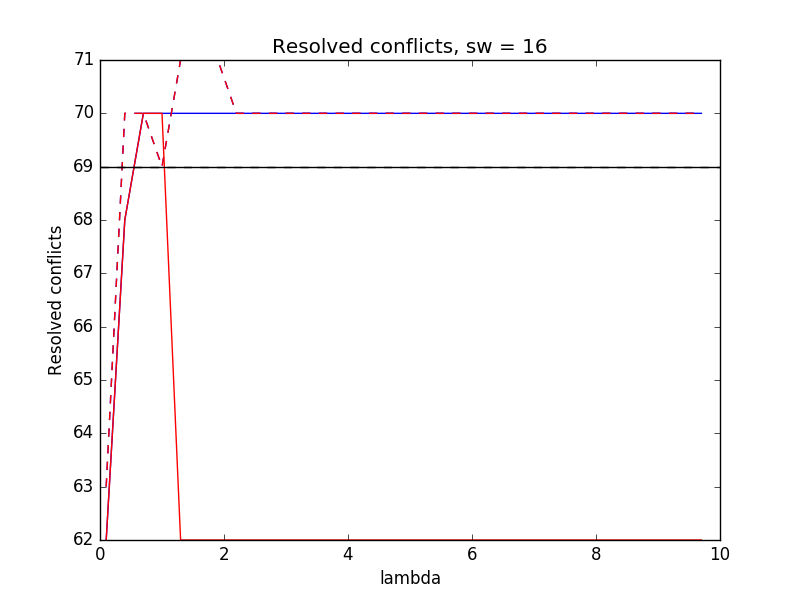 Resolved conflicts, sw = 16
71
70
69
68
67
66
65
64
63
62
Resolved conflicts
0 2 4 6 8 10
lambda